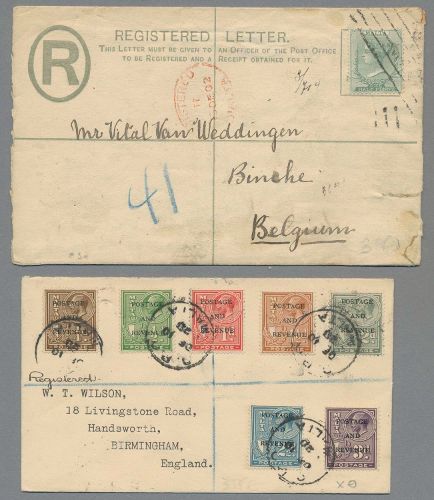 REGISTERED LETTER.
THIS LETTER MUST BE GIVEN TO AN OFFICER OF THE POST OFFICE
TO BE REGISTERED AND A RECEIPT OBTAINED FOR IT.
R
HALF PENNY
Mr Vital Van Weddingen
Binche
Belgium
41
POSTAGE AND REVENUE
POSTAGE AND REVENUE
POSTAGE AND REVENUE
POSTAGE AND REVENUE
POSTAGE AND REVENUE
Registered.
W. T. WILSON,
18 Livingstone Road,
Handsworth,
BIRMINGHAM,
England.
POSTAGE AND REVENUE
POSTAGE AND REVENUE